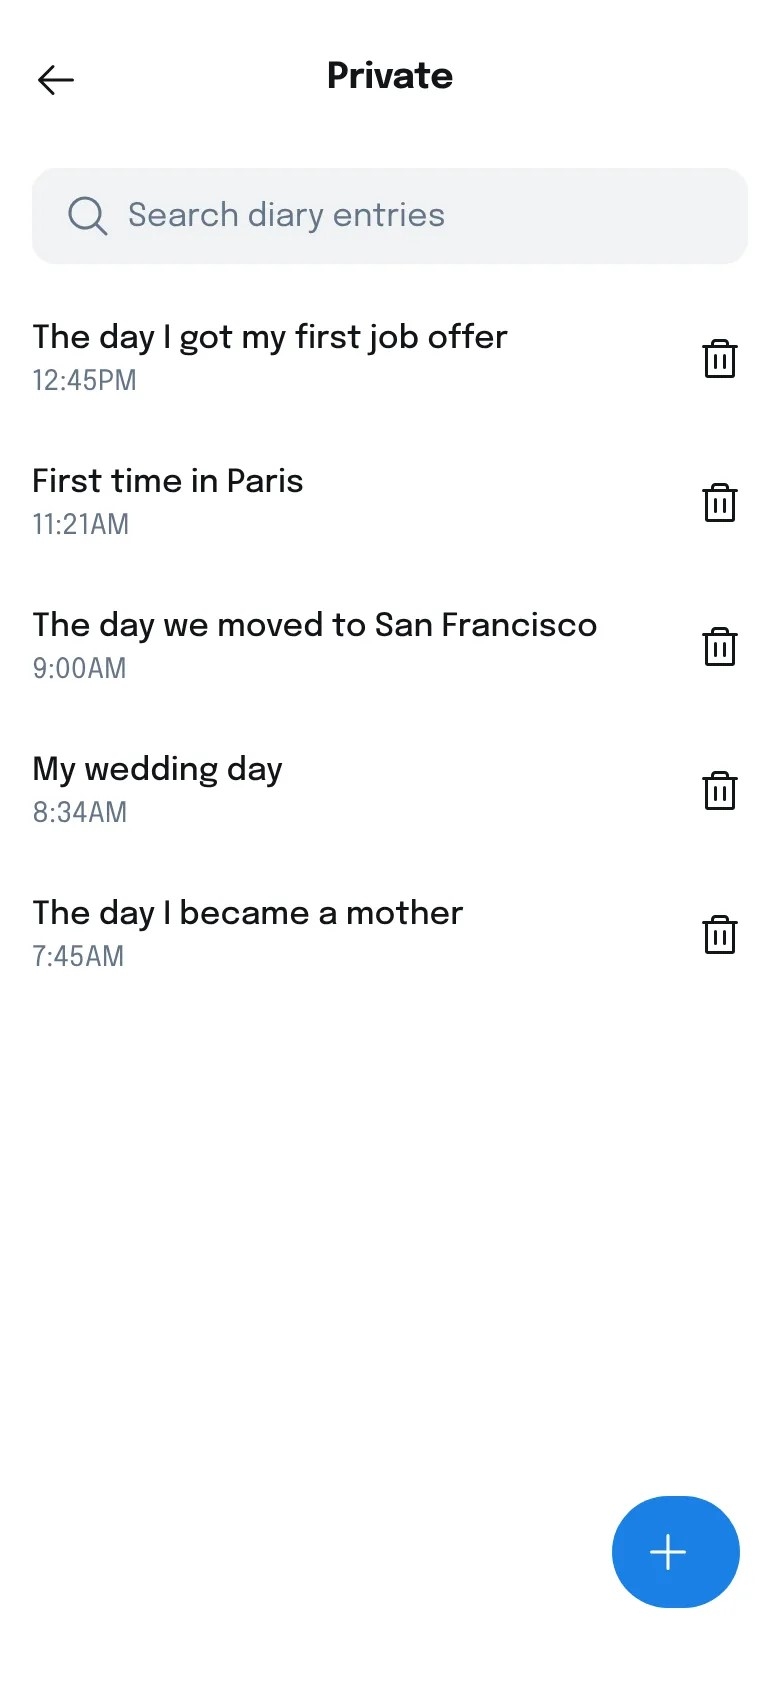 Private
Search diary entries
The day I got my first job offer
12:45PM
First time in Paris
11:21AM
The day we moved to San Francisco
9:00AM
My wedding day
8:34AM
The day I became a mother
7:45AM